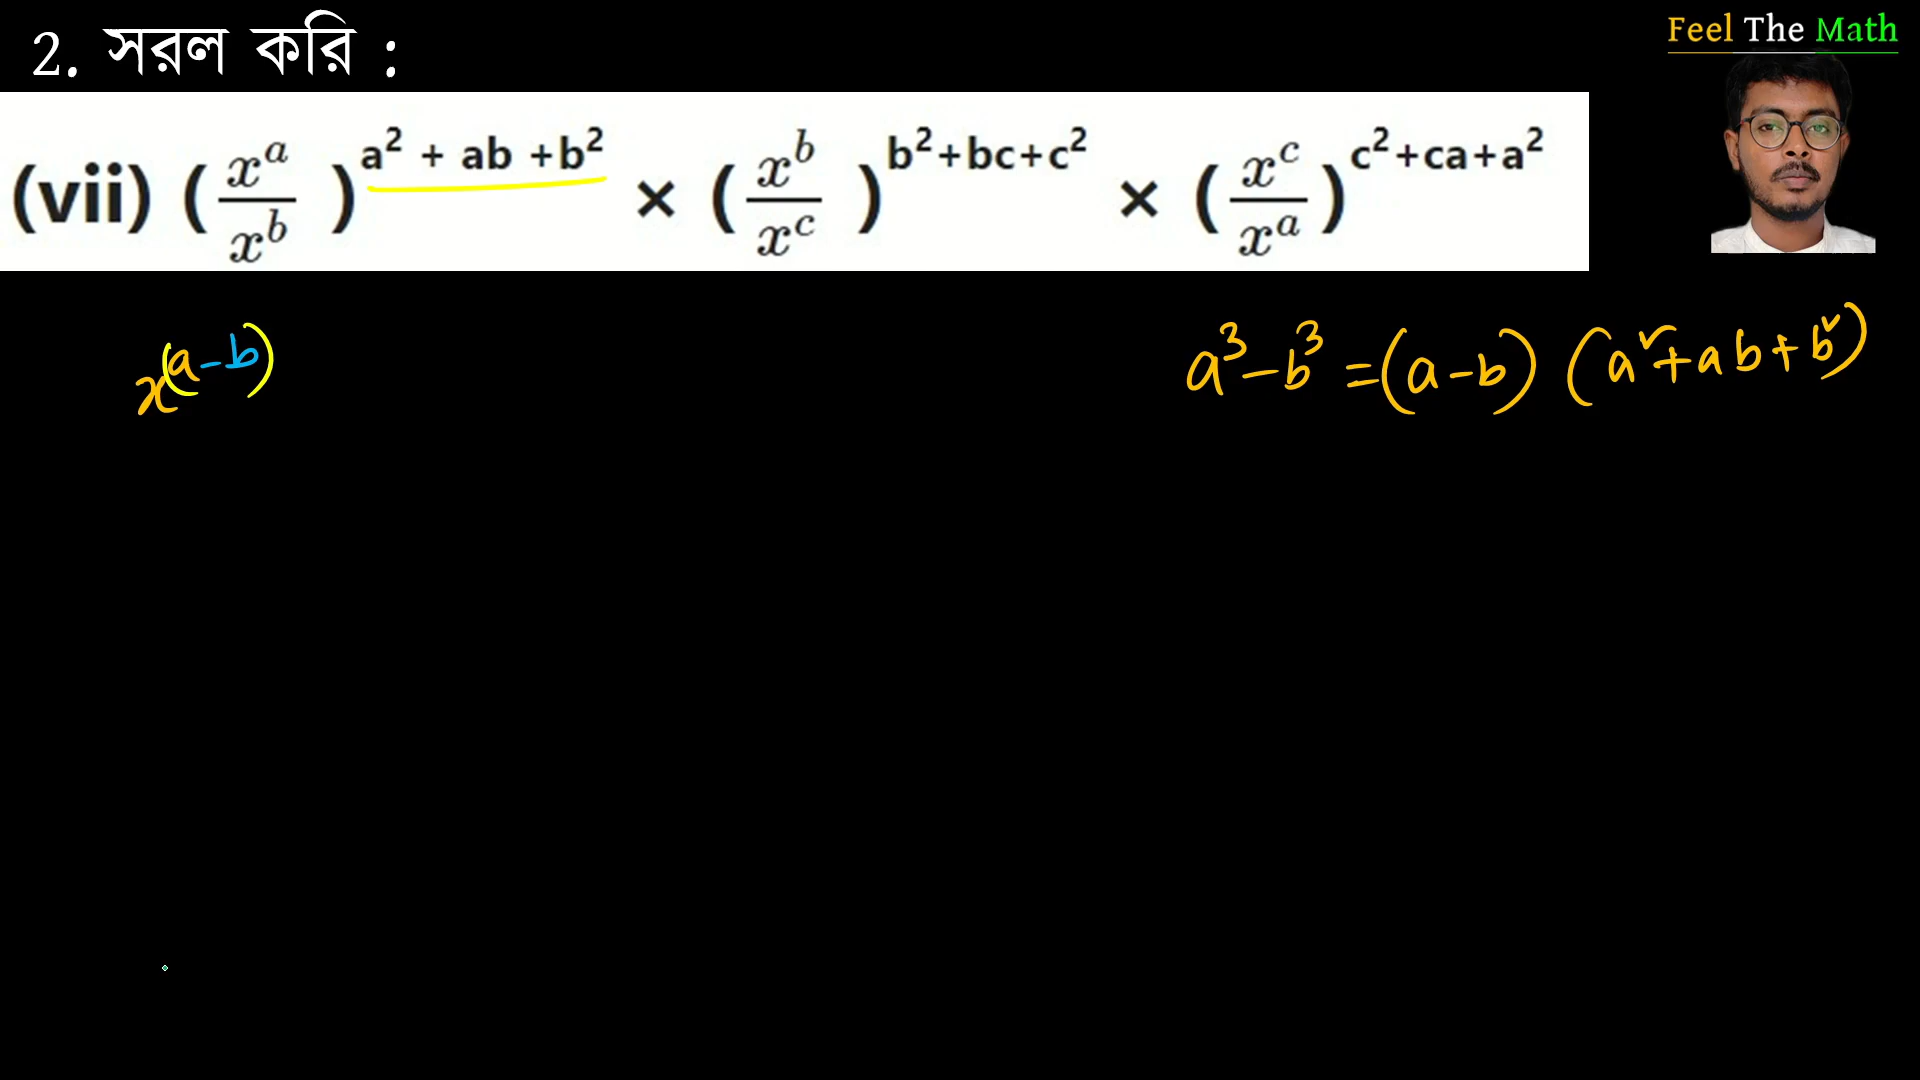 2. সরল করি :
Feel The Math
(vii) (x^a/x^b)^(a² + ab +b²) × (x^b/x^c)^(b²+bc+c²) × (x^c/x^a)^(c²+ca+a²)
x^(a-b)
a³-b³=(a-b) (a²+ab+b²)